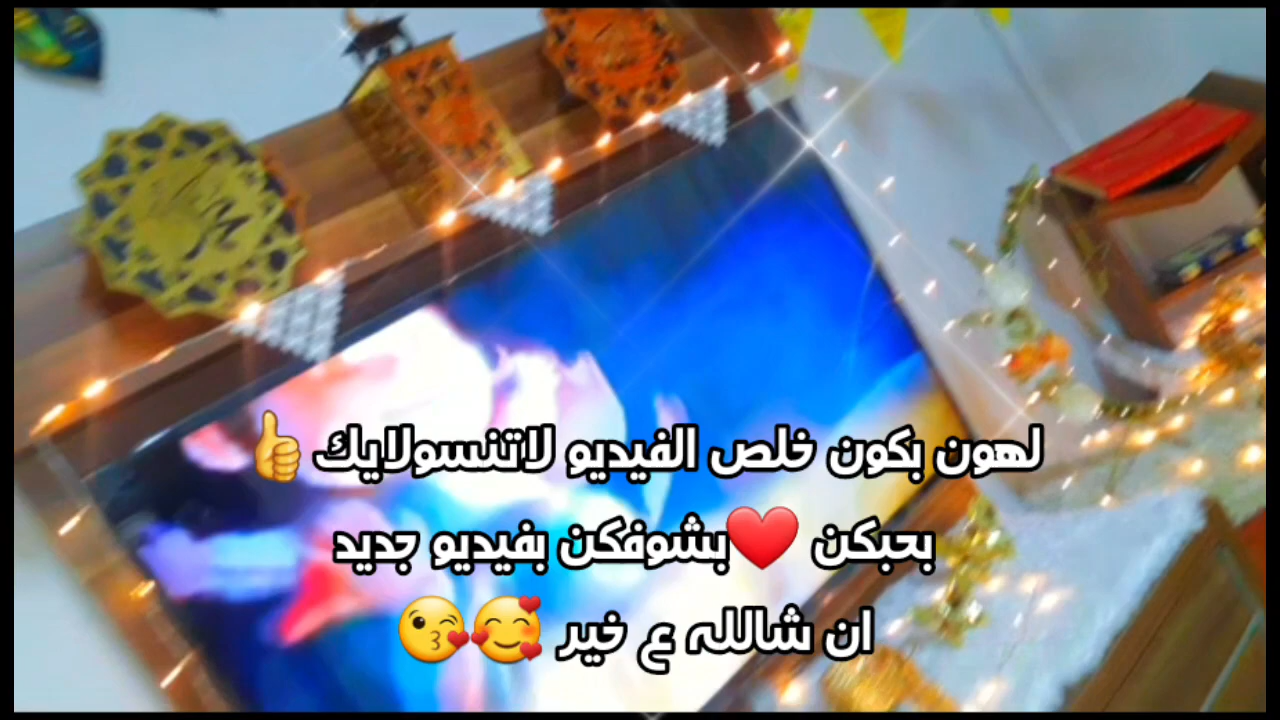 لهون بكون خلص الفيديو لاتنسولايك 👍
بحبكن ❤️بشوفكن بفيديو جديد
ان شالله ع خير 🥰😘